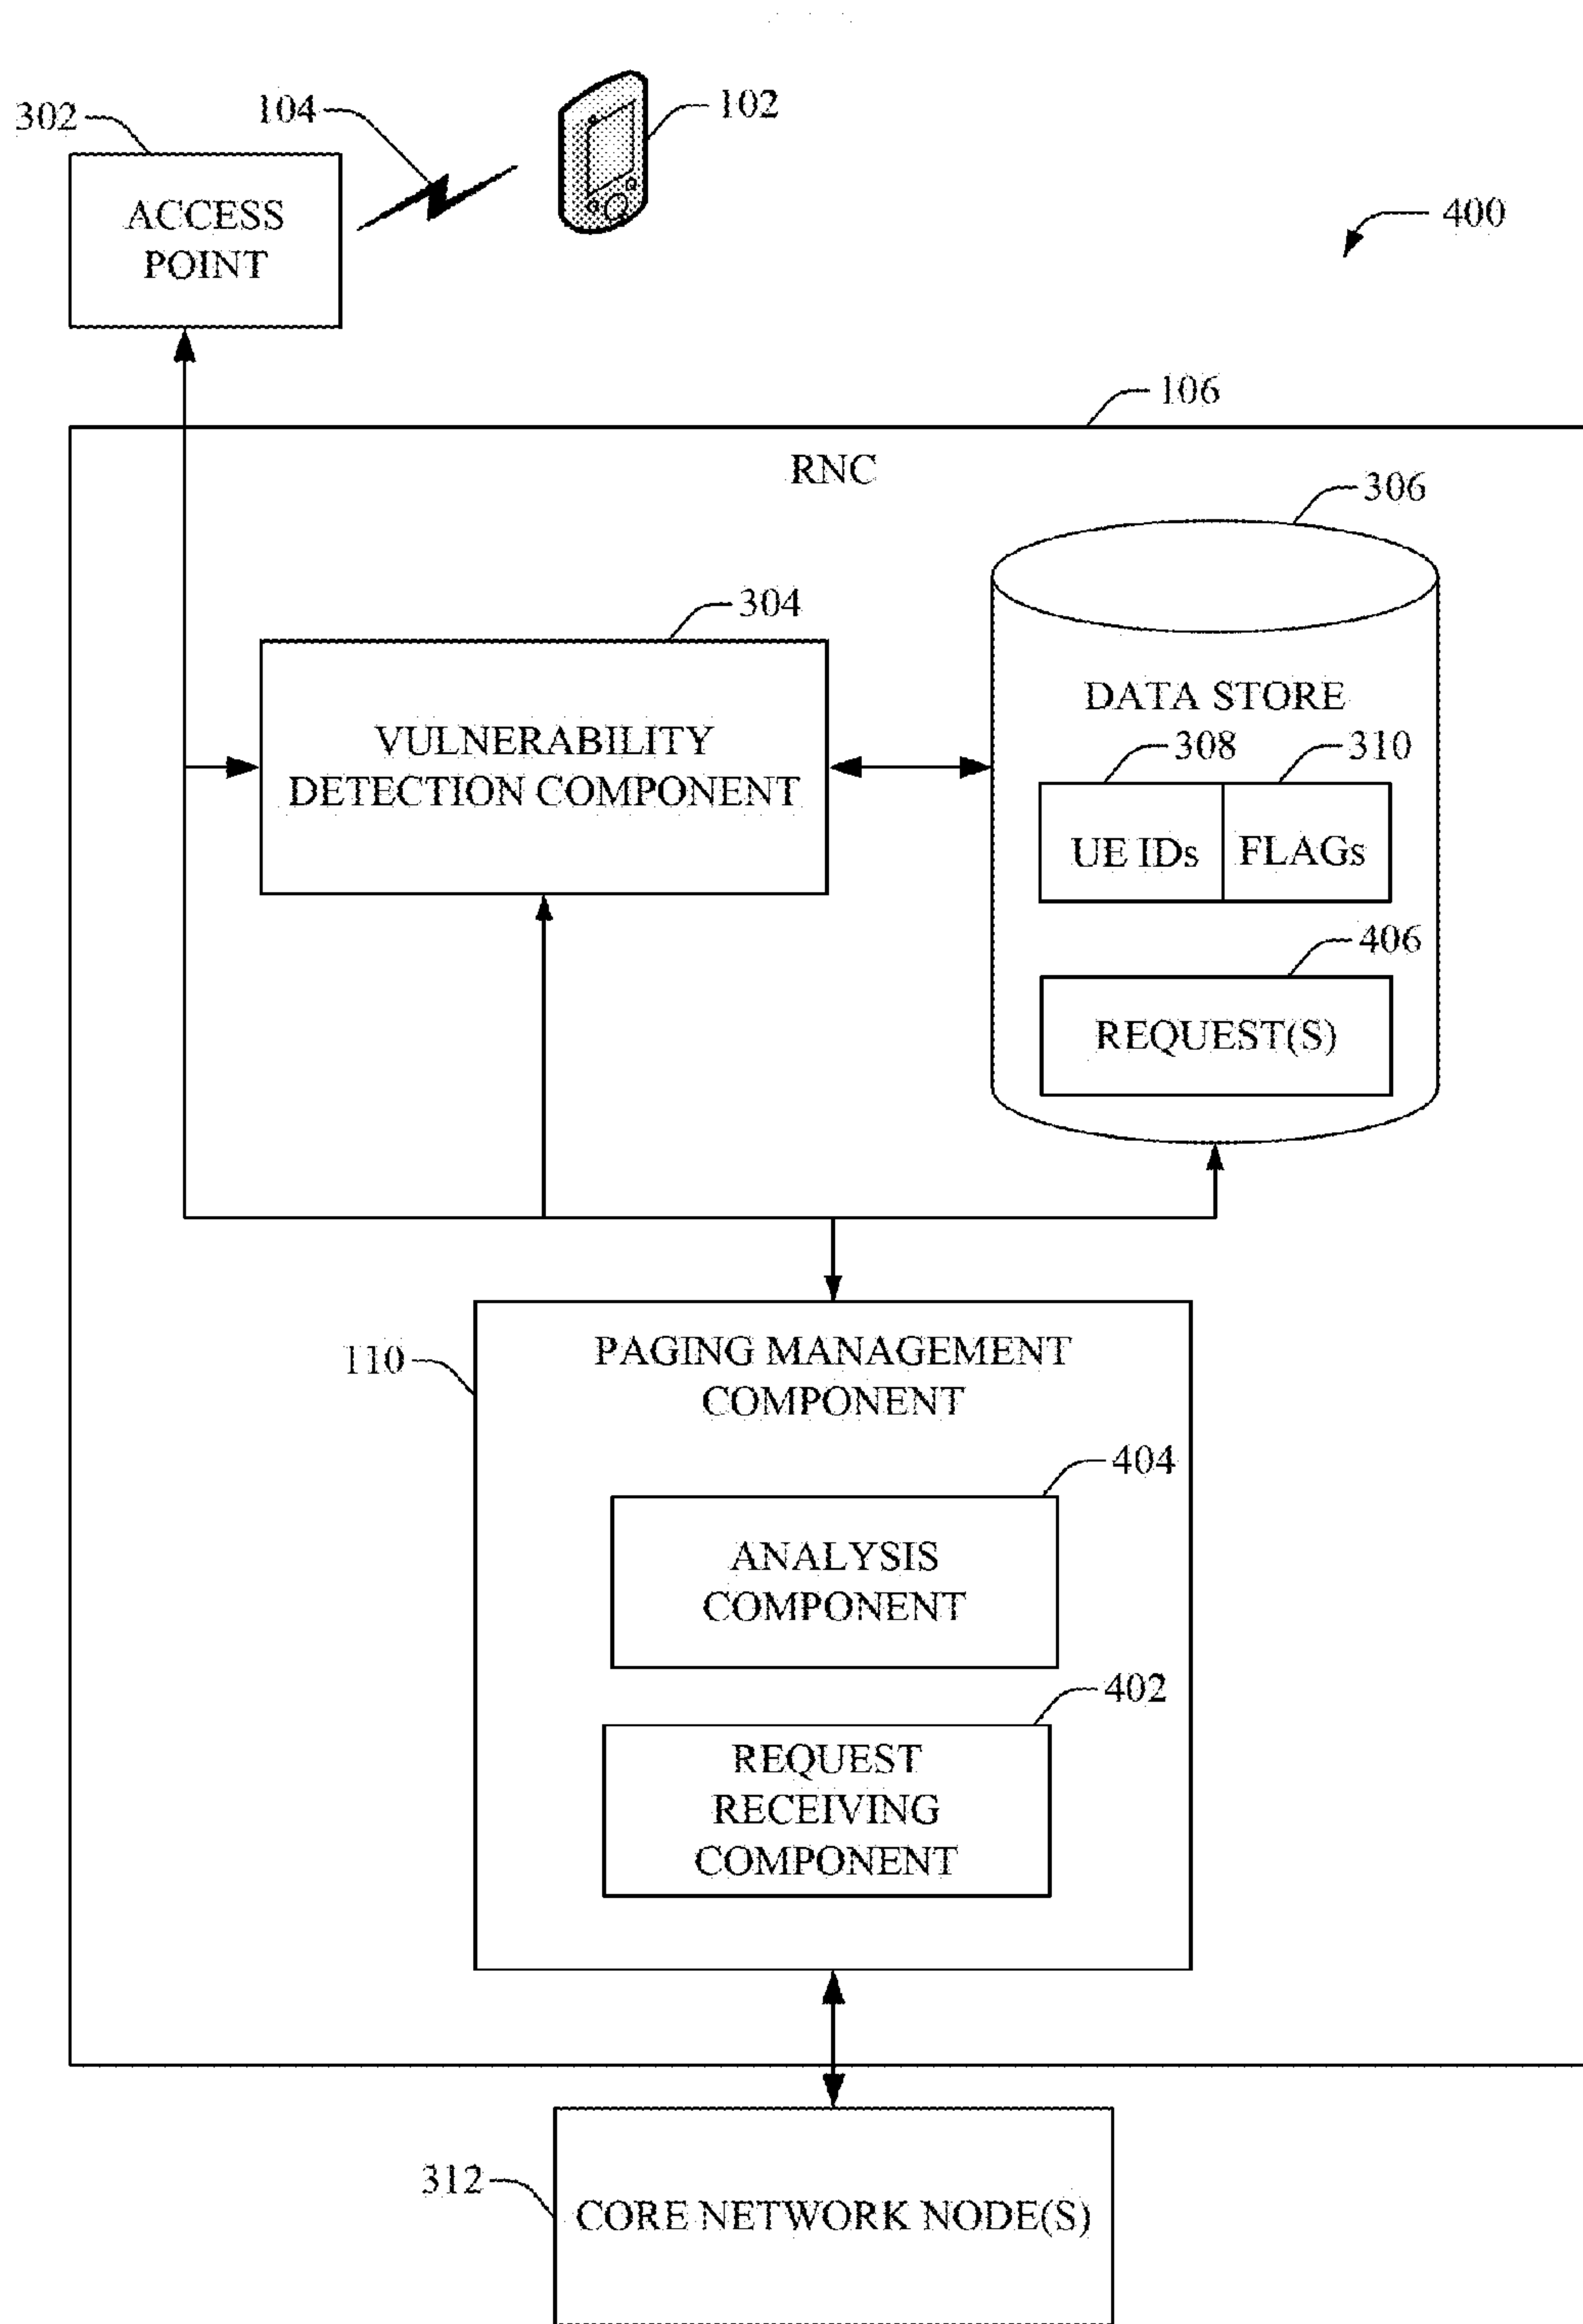 302
104
102
ACCESS
POINT
400
106
RNC
306
304
DATA STORE
VULNERABILITY
DETECTION COMPONENT
308
310
UE IDs
FLAGs
406
REQUEST(S)
110
PAGING MANAGEMENT
COMPONENT
404
ANALYSIS
COMPONENT
402
REQUEST
RECEIVING
COMPONENT
312
CORE NETWORK NODE(S)